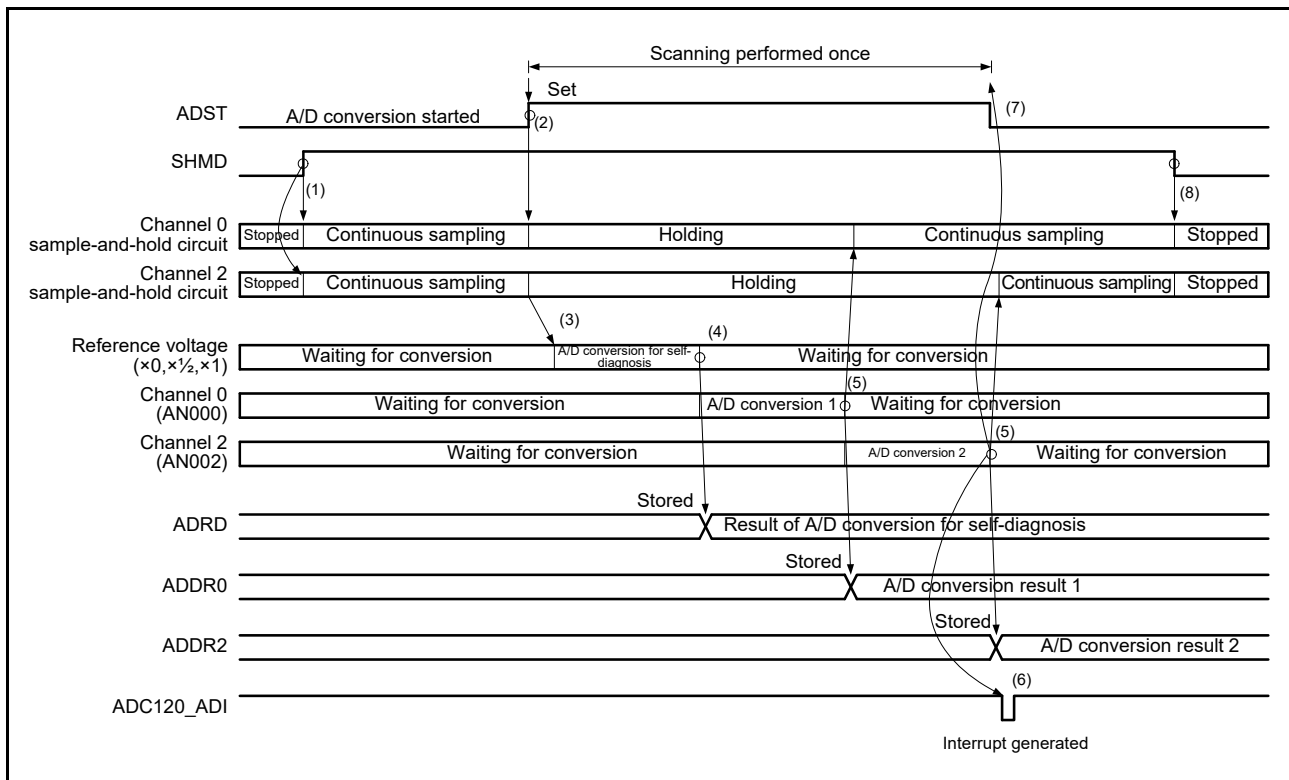 Scanning performed once
Set
ADST
A/D conversion started
(2)
(7)
SHMD
(1)
(8)
Channel 0
sample-and-hold circuit
Stopped
Continuous sampling
Holding
Continuous sampling
Stopped
Channel 2
sample-and-hold circuit
Stopped
Continuous sampling
Holding
Continuous sampling
Stopped
(3)
(4)
Reference voltage
(×0,×½,×1)
Waiting for conversion
A/D conversion for self-
diagnosis
Waiting for conversion
(5)
Channel 0
(AN000)
Waiting for conversion
A/D conversion 1
Waiting for conversion
(5)
Channel 2
(AN002)
Waiting for conversion
A/D conversion 2
Waiting for conversion
Stored
ADRD
Result of A/D conversion for self-diagnosis
Stored
ADDR0
A/D conversion result 1
Stored
ADDR2
A/D conversion result 2
(6)
ADC120_ADI
Interrupt generated